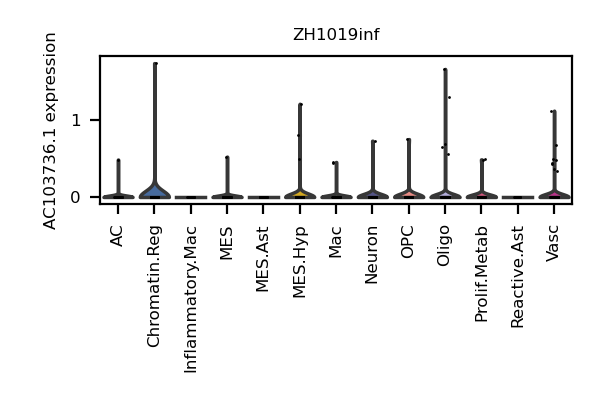 ZH1019inf
AC103736.1 expression
1
0
AC
Chromatin.Reg
Inflammatory.Mac
MES
MES.Ast
MES.Hyp
Mac
Neuron
OPC
Oligo
Prolif.Metab
Reactive.Ast
Vasc